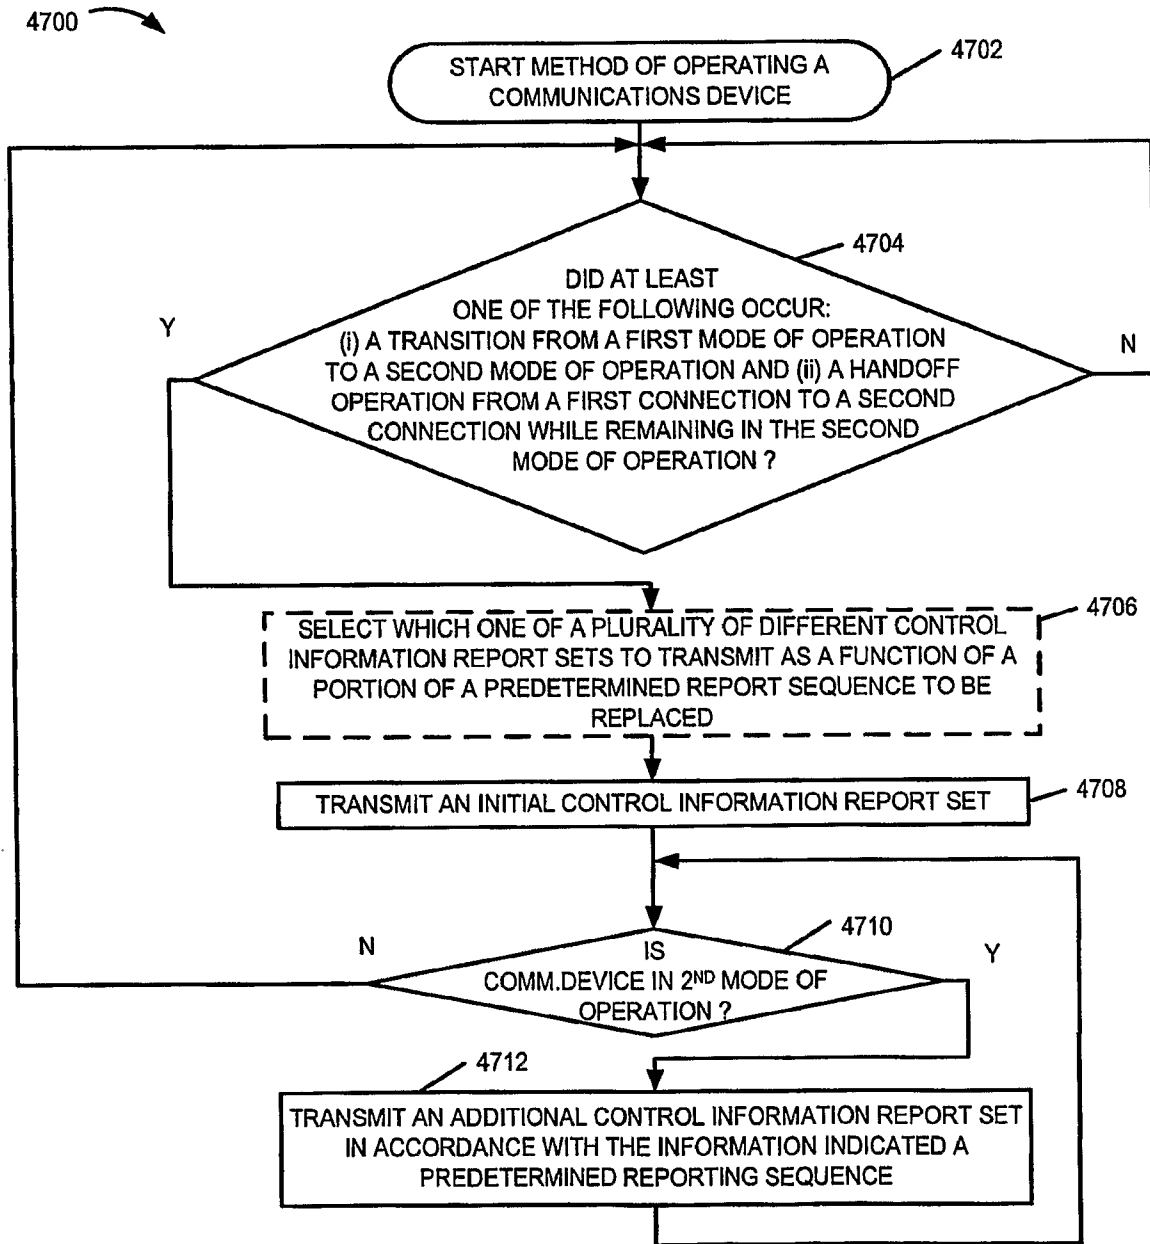 4700
START METHOD OF OPERATING A
COMMUNICATIONS DEVICE
4702
4704
DID AT LEAST
ONE OF THE FOLLOWING OCCUR:
(i) A TRANSITION FROM A FIRST MODE OF OPERATION
TO A SECOND MODE OF OPERATION AND (ii) A HANDOFF
OPERATION FROM A FIRST CONNECTION TO A SECOND
CONNECTION WHILE REMAINING IN THE SECOND
MODE OF OPERATION ?
Y
N
4706
SELECT WHICH ONE OF A PLURALITY OF DIFFERENT CONTROL
INFORMATION REPORT SETS TO TRANSMIT AS A FUNCTION OF A
PORTION OF A PREDETERMINED REPORT SEQUENCE TO BE
REPLACED
TRANSMIT AN INITIAL CONTROL INFORMATION REPORT SET
4708
4710
N
Y
IS
COMM.DEVICE IN 2ND MODE OF
OPERATION ?
4712
TRANSMIT AN ADDITIONAL CONTROL INFORMATION REPORT SET
IN ACCORDANCE WITH THE INFORMATION INDICATED A
PREDETERMINED REPORTING SEQUENCE